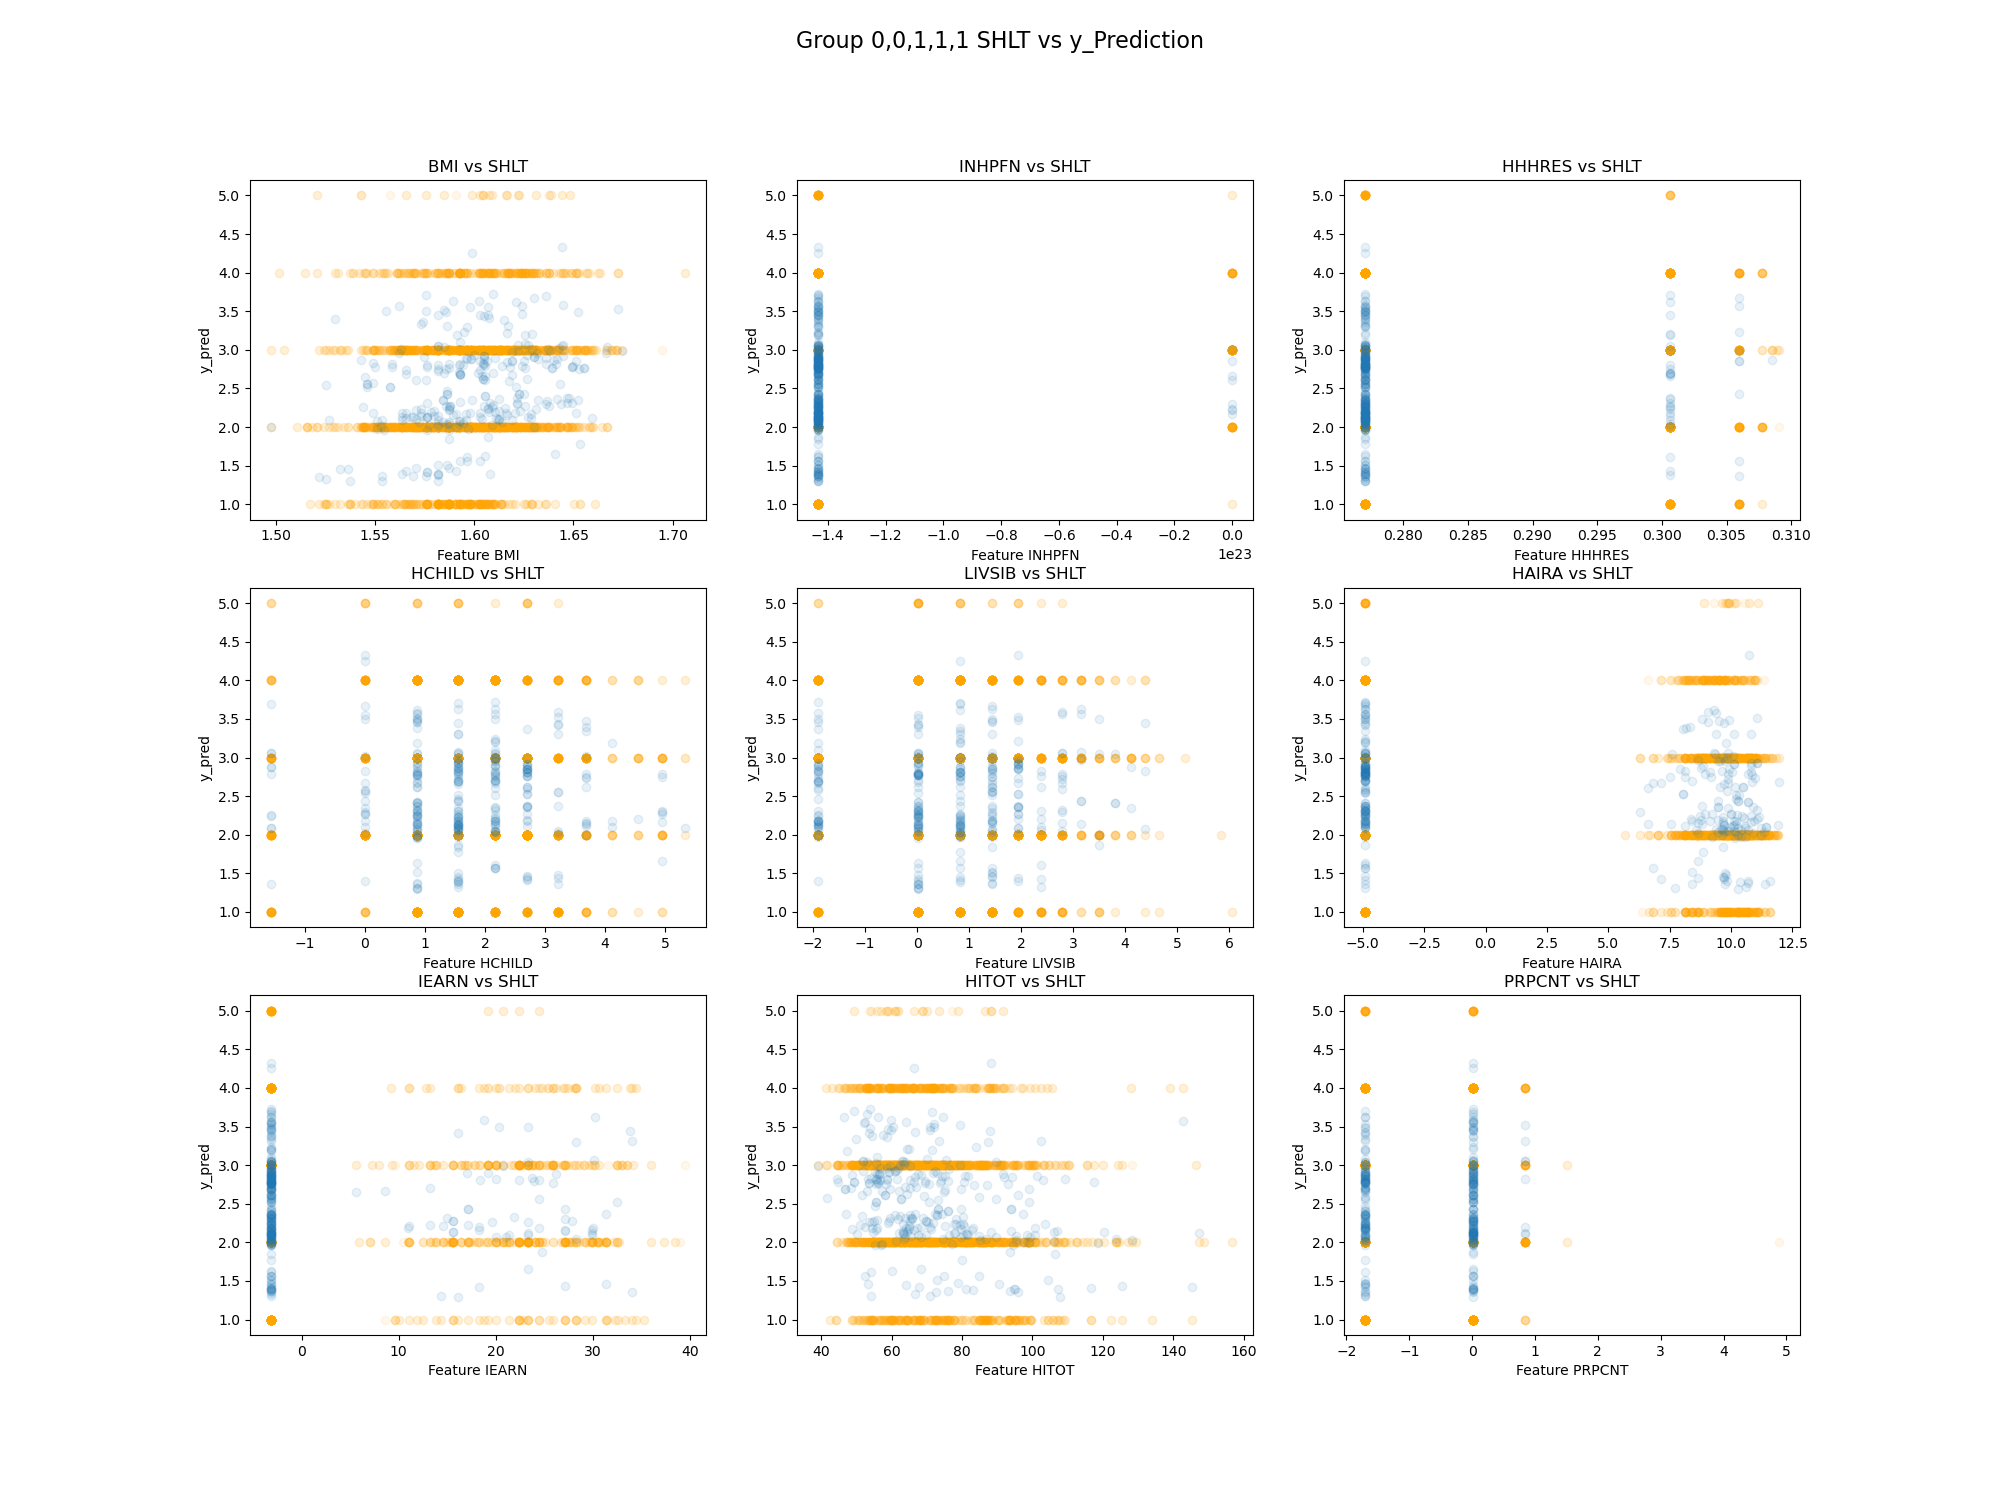 Group 0,0,1,1,1 SHLT vs y_Prediction
BMI vs SHLT
5.0
4.5
4.0
3.5
3.0
2.5
2.0
1.5
1.0
y_pred
1.50 1.55 1.60 1.65 1.70
Feature BMI
INHPFN vs SHLT
5.0
4.5
4.0
3.5
3.0
2.5
2.0
1.5
1.0
y_pred
−1.4 −1.2 −1.0 −0.8 −0.6 −0.4 −0.2 0.0
Feature INHPFN
1e23
HHHRES vs SHLT
5.0
4.5
4.0
3.5
3.0
2.5
2.0
1.5
1.0
y_pred
0.280 0.285 0.290 0.295 0.300 0.305 0.310
Feature HHHRES
HCHILD vs SHLT
5.0
4.5
4.0
3.5
3.0
2.5
2.0
1.5
1.0
y_pred
−1 0 1 2 3 4 5
Feature HCHILD
LIVSIB vs SHLT
5.0
4.5
4.0
3.5
3.0
2.5
2.0
1.5
1.0
y_pred
−2 −1 0 1 2 3 4 5 6
Feature LIVSIB
HAIRA vs SHLT
5.0
4.5
4.0
3.5
3.0
2.5
2.0
1.5
1.0
y_pred
−5.0 −2.5 0.0 2.5 5.0 7.5 10.0 12.5
Feature HAIRA
IEARN vs SHLT
5.0
4.5
4.0
3.5
3.0
2.5
2.0
1.5
1.0
y_pred
0 10 20 30 40
Feature IEARN
HITOT vs SHLT
5.0
4.5
4.0
3.5
3.0
2.5
2.0
1.5
1.0
y_pred
40 60 80 100 120 140 160
Feature HITOT
PRPCNT vs SHLT
5.0
4.5
4.0
3.5
3.0
2.5
2.0
1.5
1.0
y_pred
−2 −1 0 1 2 3 4 5
Feature PRPCNT